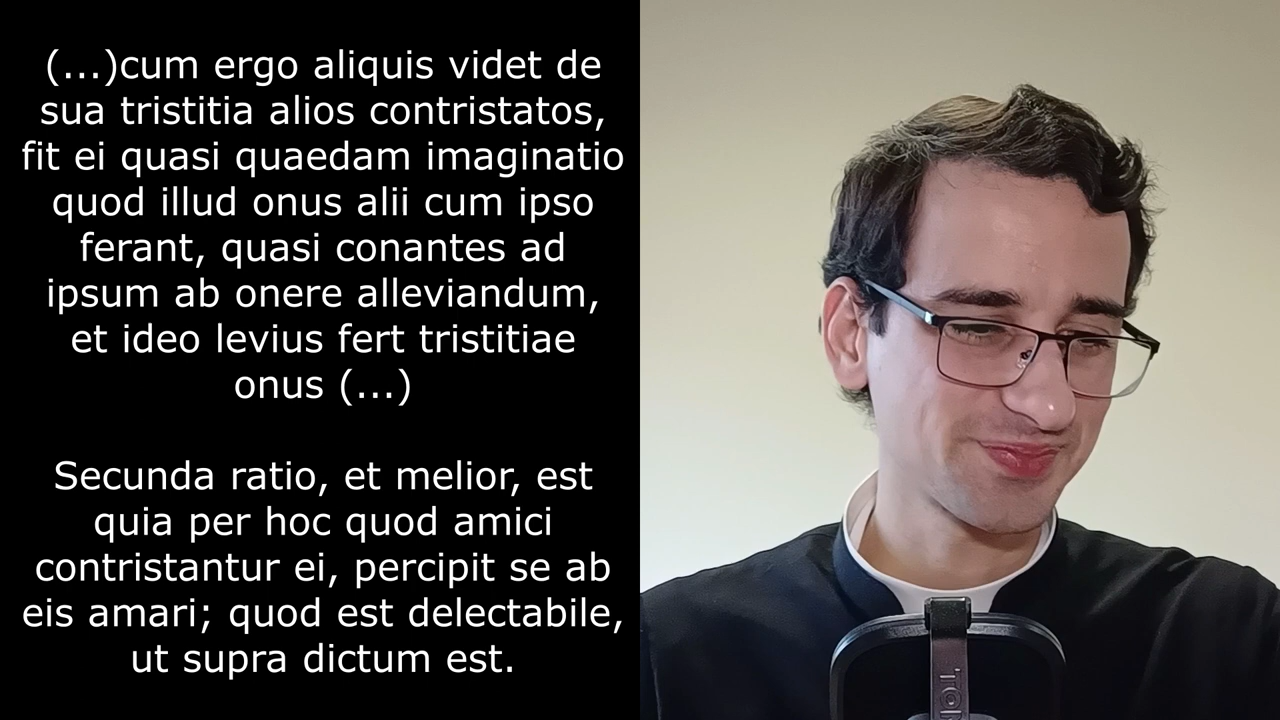 (...)cum ergo aliquis videt de
sua tristitia alios contristatos,
fit ei quasi quaedam imaginatio
quod illud onus alii cum ipso
ferant, quasi conantes ad
ipsum ab onere alleviandum,
et ideo levius fert tristitiae
onus (...)
Secunda ratio, et melior, est
quia per hoc quod amici
contristantur ei, percipit se ab
eis amari; quod est delectabile,
ut supra dictum est.